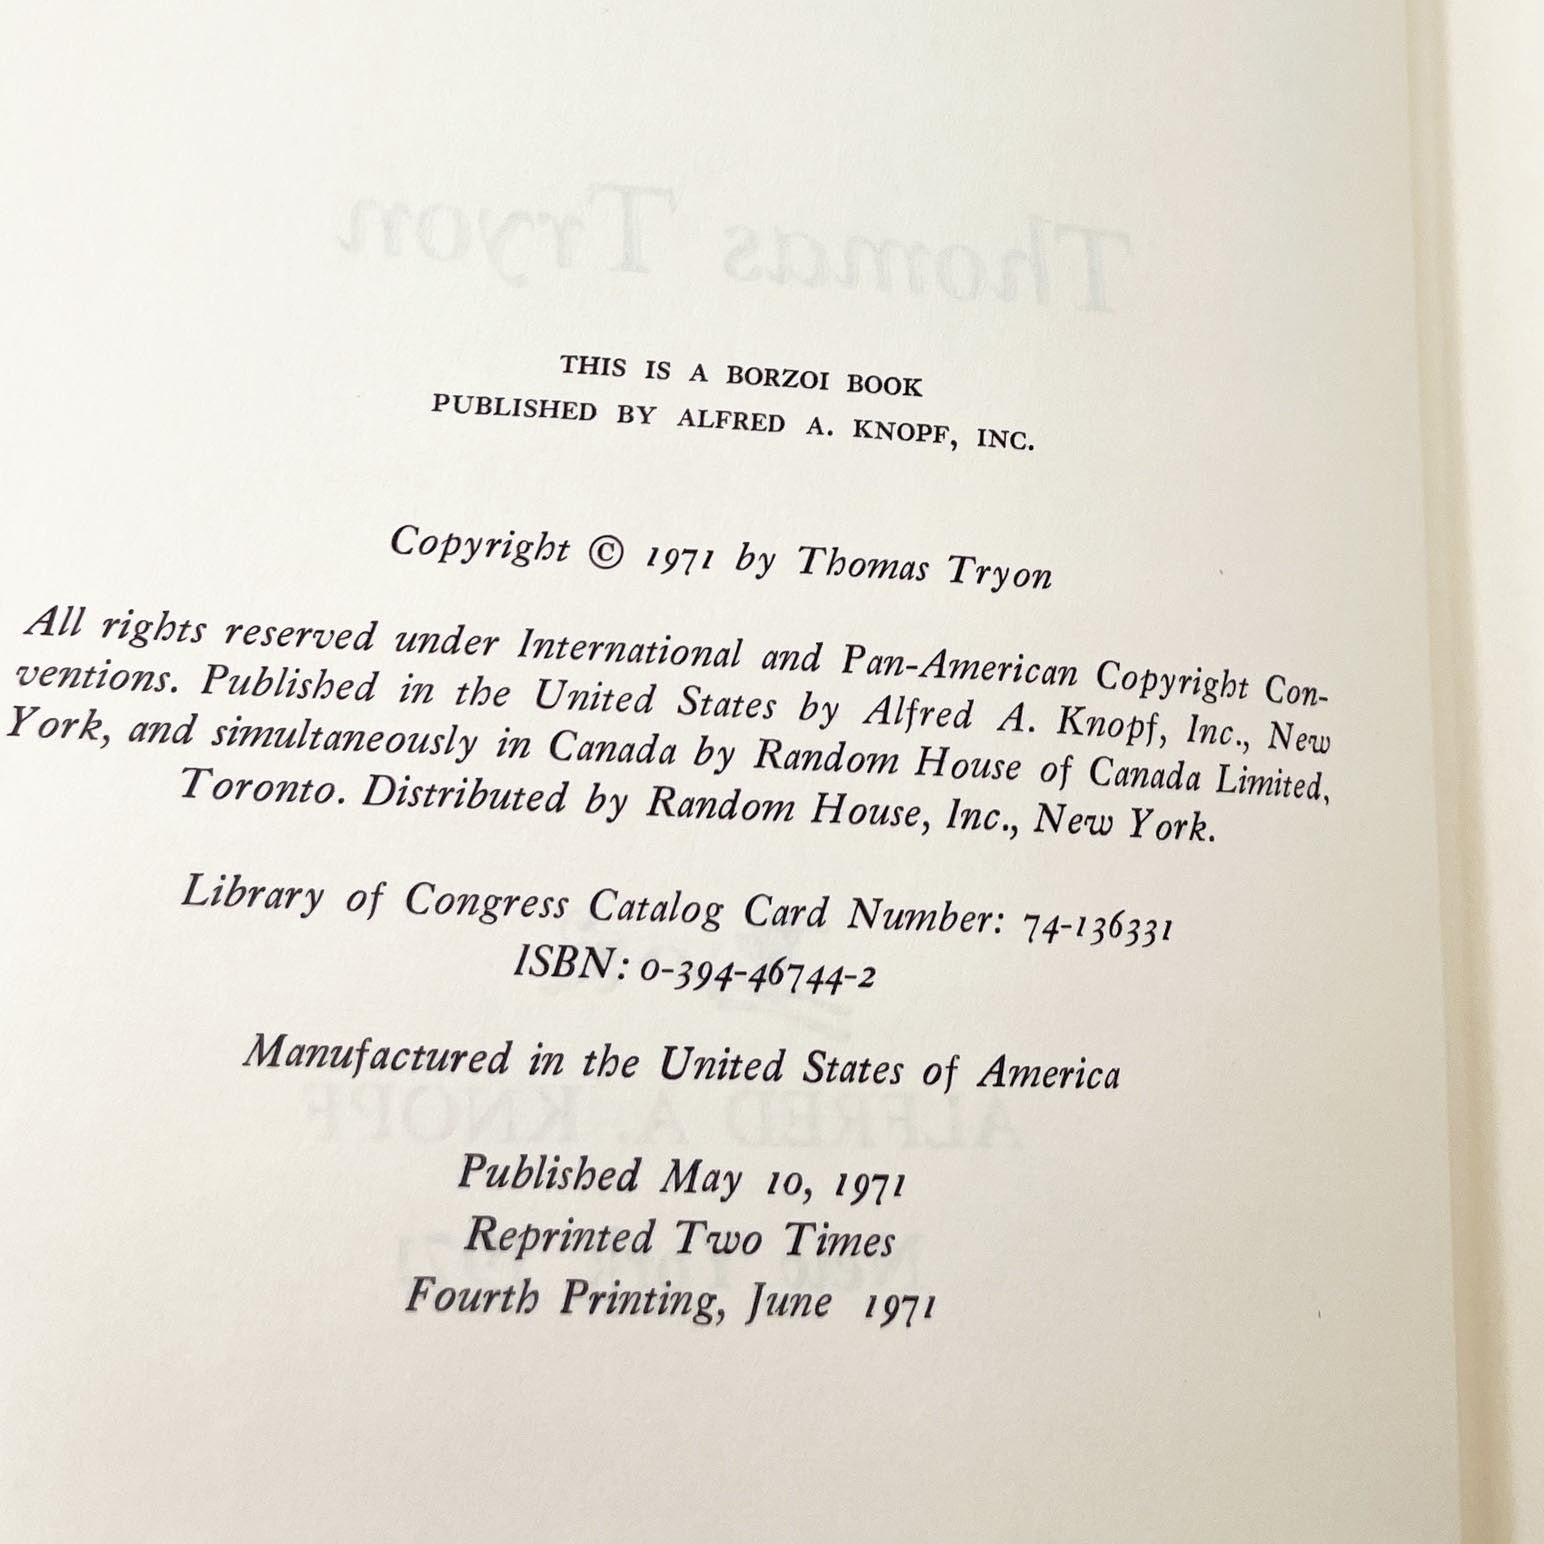 Thomas Tryon
THIS IS A BORZOI BOOK
PUBLISHED BY ALFRED A. KNOPF, INC.
Copyright © 1971 by Thomas Tryon
All rights reserved under International and Pan-American Copyright Con-
ventions. Published in the United States by Alfred A. Knopf, Inc., New
York, and simultaneously in Canada by Random House of Canada Limited,
Toronto. Distributed by Random House, Inc., New York.
Library of Congress Catalog Card Number: 74-136331
ISBN: 0-394-46744-2
Manufactured in the United States of America
ALFRED A. KNOPF
Published May 10, 1971
Reprinted Two Times
Fourth Printing, June 1971